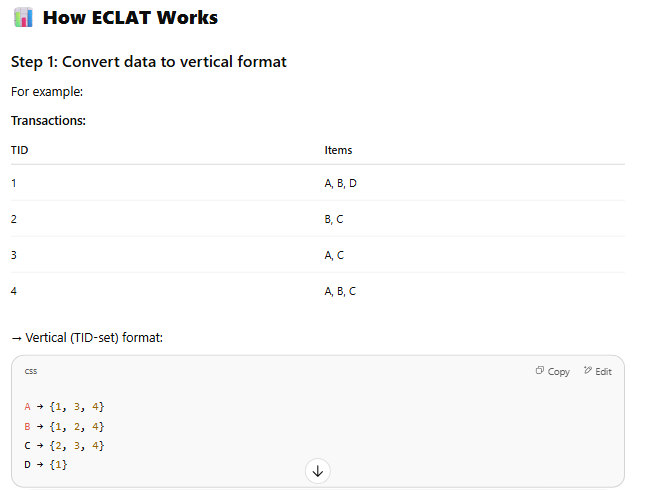 📊 How ECLAT Works
Step 1: Convert data to vertical format
For example:
Transactions:
TID Items
1 A, B, D
2 B, C
3 A, C
4 A, B, C
→ Vertical (TID-set) format:
css Copy Edit
A → {1, 3, 4}
B → {1, 2, 4}
C → {2, 3, 4}
D → {1}